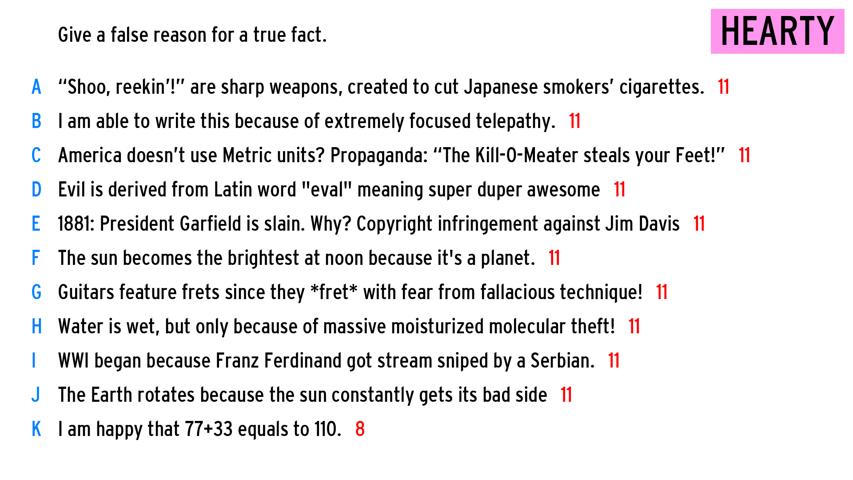 Give a false reason for a true fact.
HEARTY
A "Shoo, reekin'!" are sharp weapons, created to cut Japanese smokers' cigarettes. 11
B I am able to write this because of extremely focused telepathy. 11
C America doesn't use Metric units? Propaganda: "The Kill-O-Meater steals your Feet!" 11
D Evil is derived from Latin word "eval" meaning super duper awesome 11
E 1881: President Garfield is slain. Why? Copyright infringement against Jim Davis 11
F The sun becomes the brightest at noon because it's a planet. 11
G Guitars feature frets since they *fret* with fear from fallacious technique! 11
H Water is wet, but only because of massive moisturized molecular theft! 11
I WWI began because Franz Ferdinand got stream sniped by a Serbian. 11
J The Earth rotates because the sun constantly gets its bad side 11
K I am happy that 77+33 equals to 110. 8